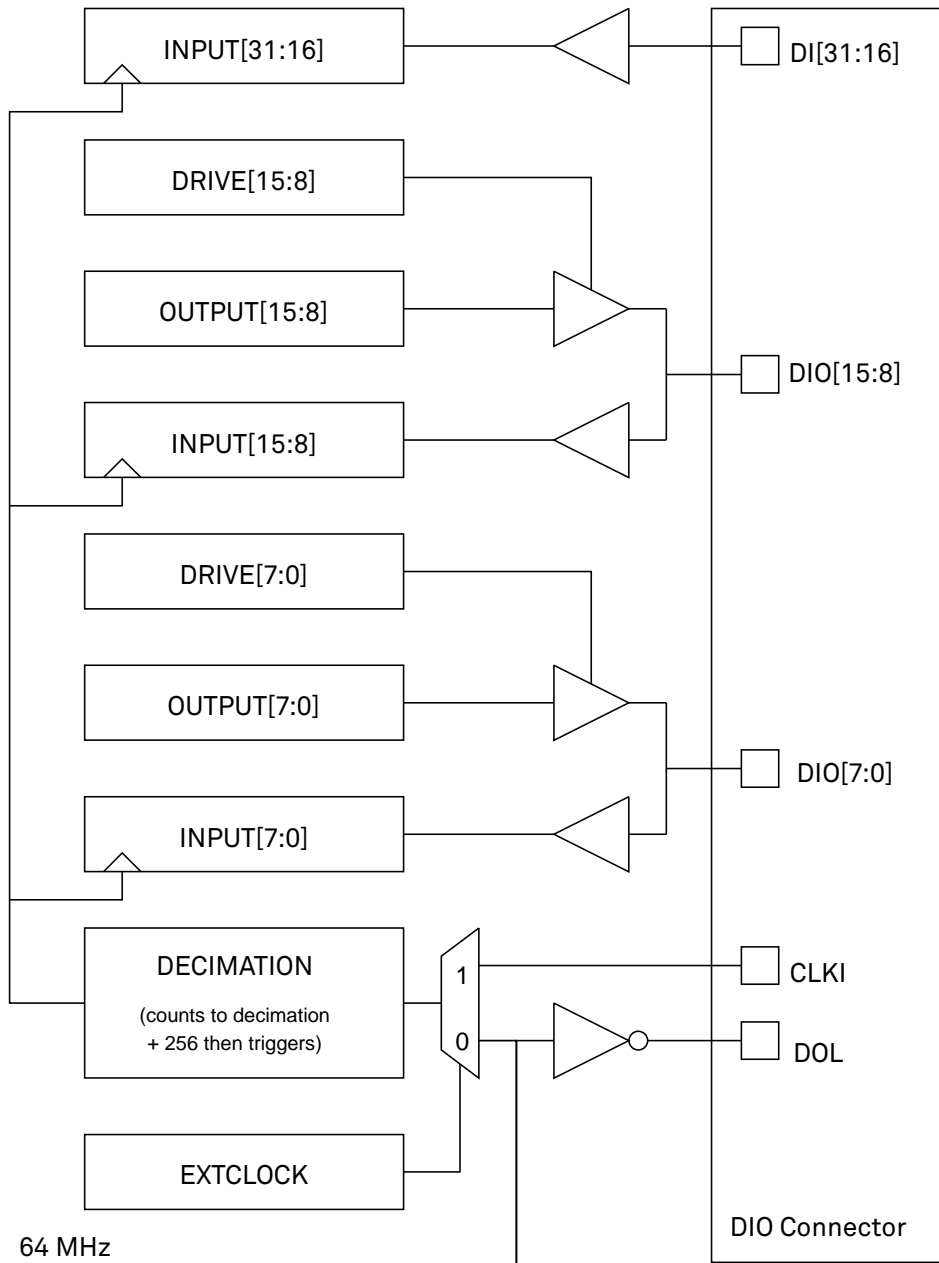 INPUT[31:16]
DI[31:16]
DRIVE[15:8]
OUTPUT[15:8]
DIO[15:8]
INPUT[15:8]
DRIVE[7:0]
OUTPUT[7:0]
DIO[7:0]
INPUT[7:0]
DECIMATION
(counts to decimation
+ 256 then triggers)
1
0
CLKI
DOL
EXTCLOCK
DIO Connector
64 MHz